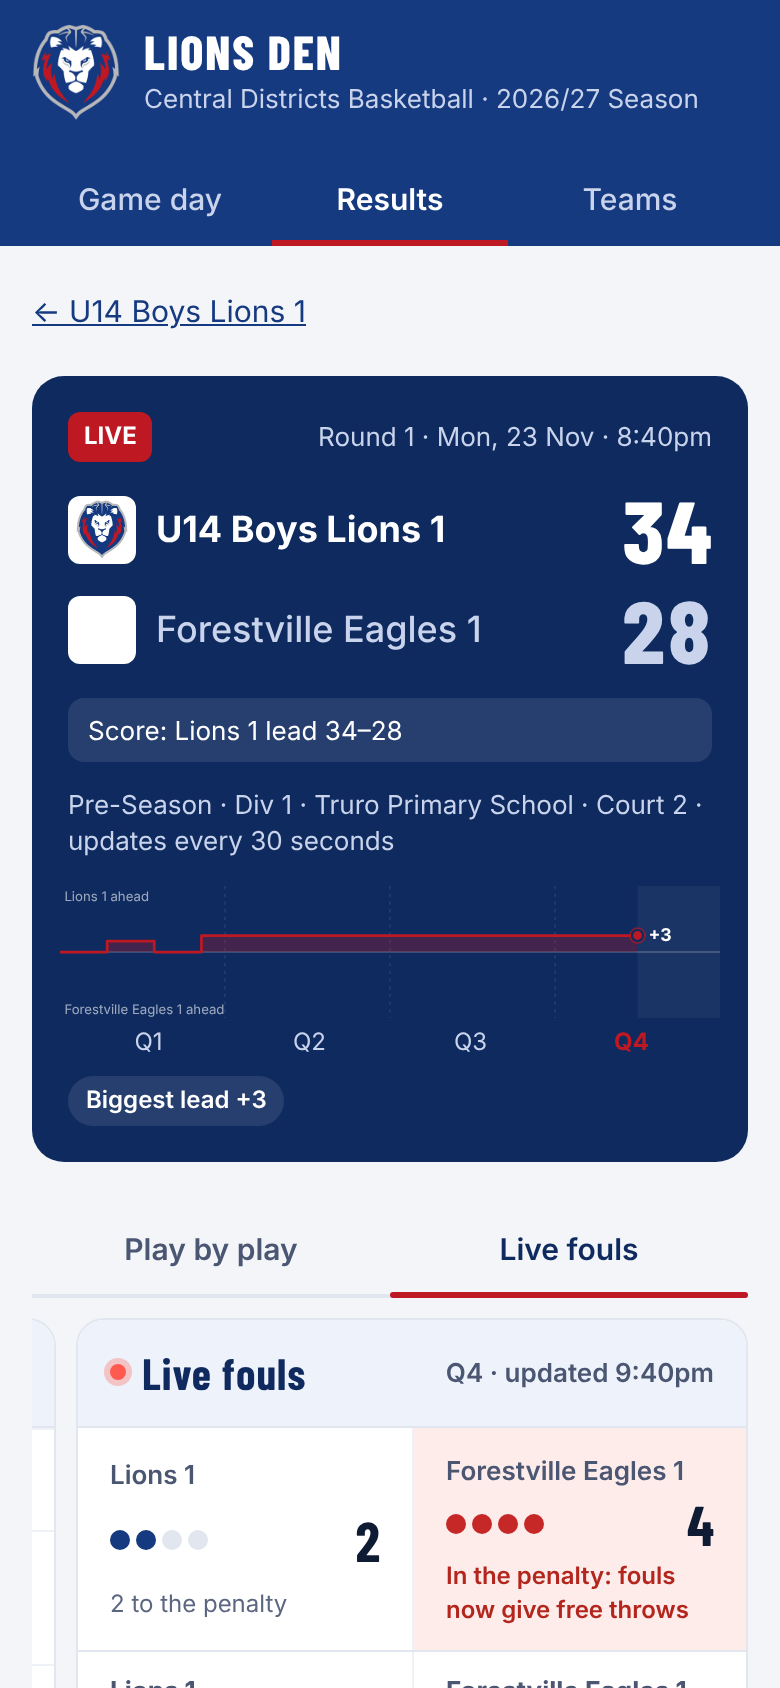 LIONS DEN
Central Districts Basketball · 2026/27 Season
Game day
Results
Teams
← U14 Boys Lions 1
LIVE
Round 1 · Mon, 23 Nov · 8:40pm
U14 Boys Lions 1
34
Forestville Eagles 1
28
Score: Lions 1 lead 34–28
Pre-Season · Div 1 · Truro Primary School · Court 2 ·
updates every 30 seconds
Lions 1 ahead
+3
Forestville Eagles 1 ahead
Q1
Q2
Q3
Q4
Biggest lead +3
Play by play
Live fouls
Live fouls
Q4 · updated 9:40pm
Lions 1
2
2 to the penalty
Forestville Eagles 1
4
In the penalty: fouls
now give free throws
Lions 1
Forestville Eagles 1